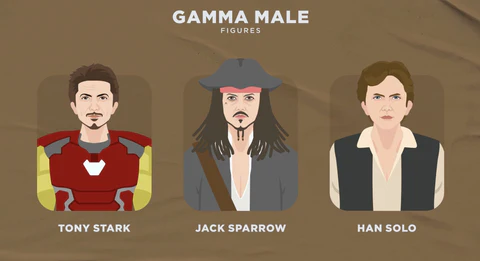 GAMMA MALE
FIGURES
TONY STARK
JACK SPARROW
HAN SOLO